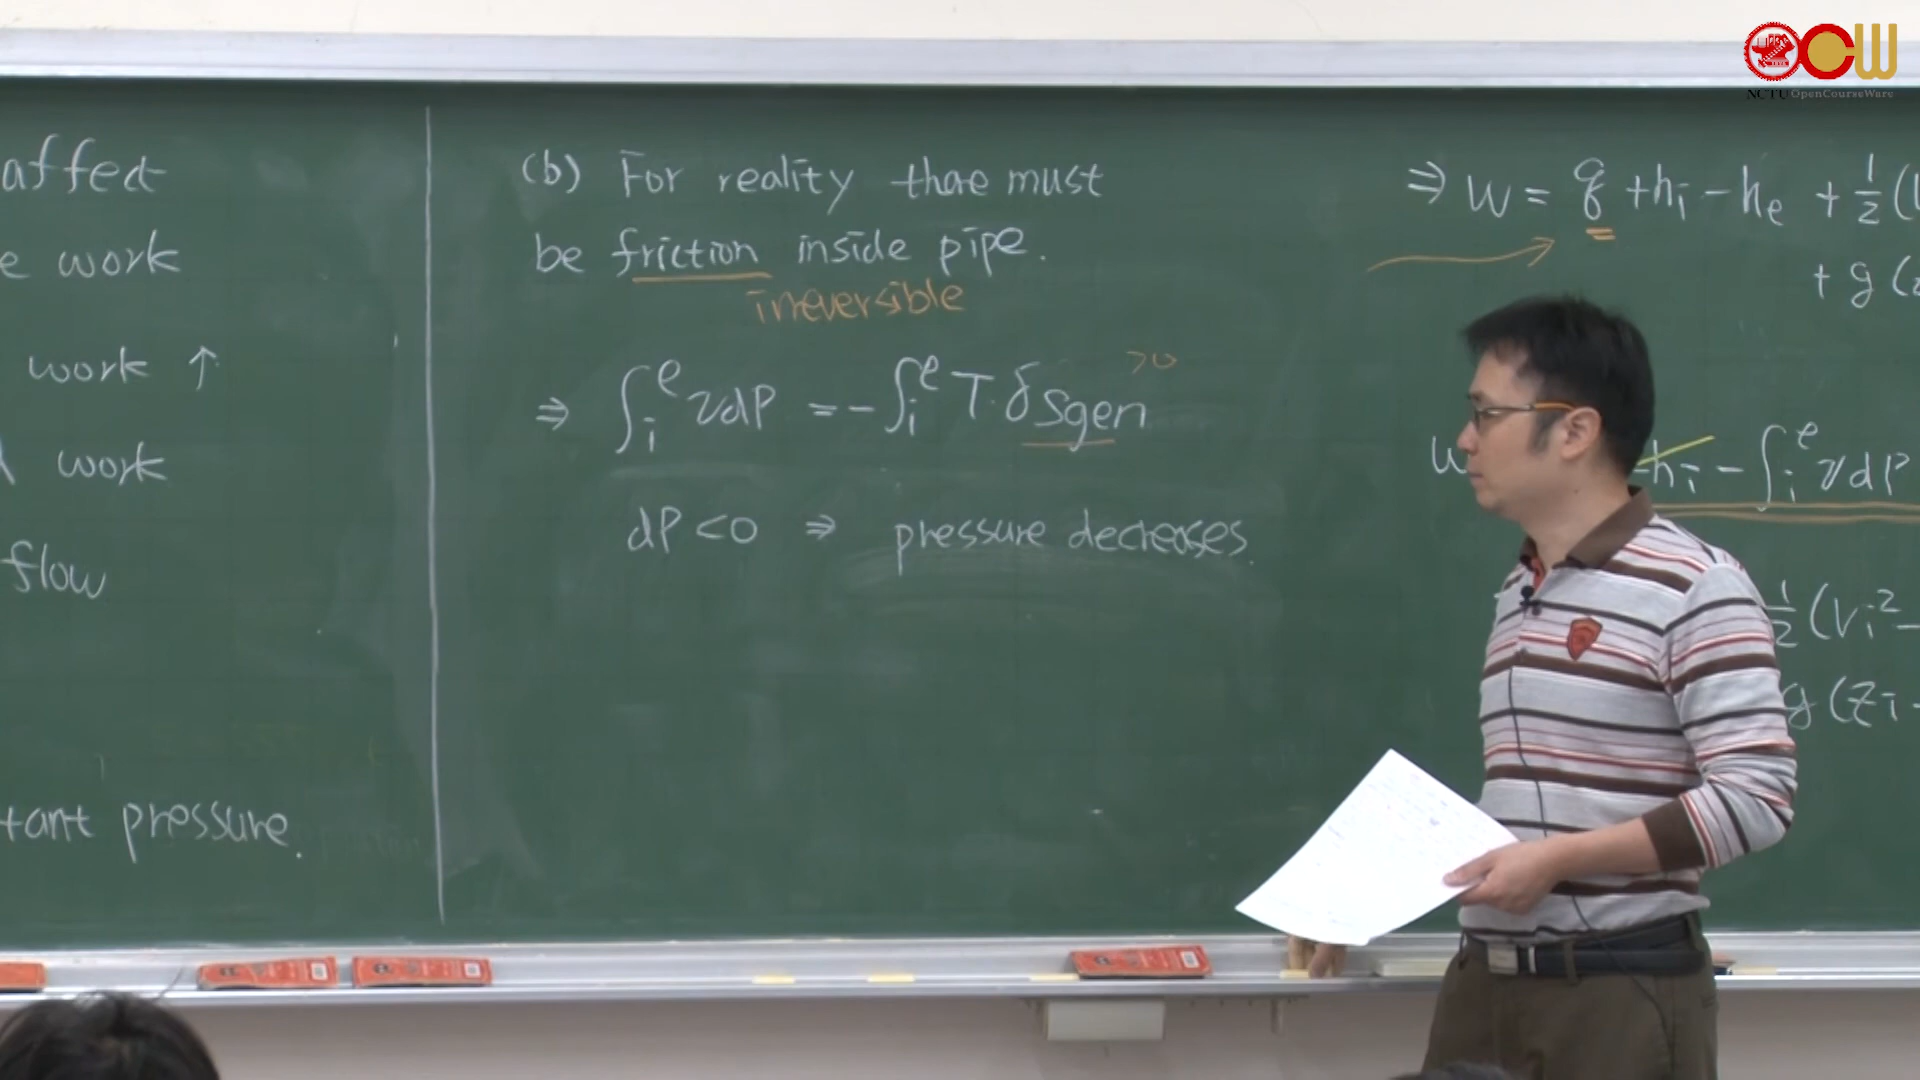 affect
e work
work ↑
work
flow
tant pressure.
(b) For reality thae must
be friction inside pipe.
irreversible
⇒ ∫ᵢᵉ vdP = -∫ᵢᵉ T·δSgen >0
dP<0 ⇒ pressure decreases.
⇒ w = q + hᵢ - hₑ + 1/2 (
+ g (
w hᵢ - ∫ᵢᵉ vdP
1/2 (Vᵢ² -
g (Zᵢ -
OCW
NCTU OpenCourseWare